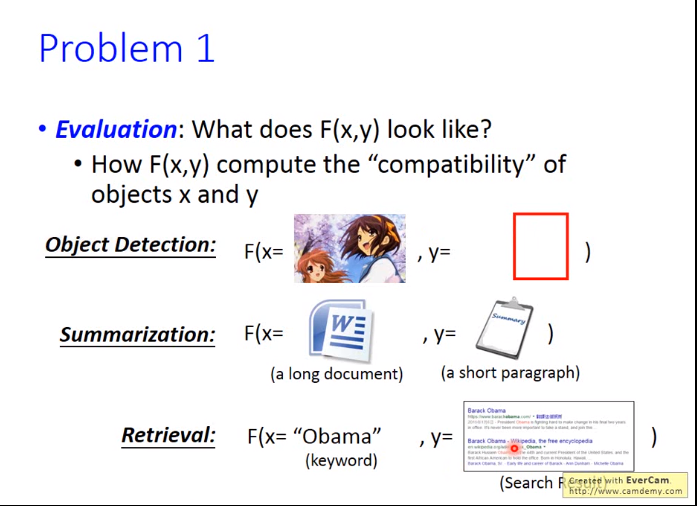 Problem 1
• Evaluation: What does F(x,y) look like?
• How F(x,y) compute the “compatibility” of
objects x and y
Object Detection: F(x= , y= )
Summarization: F(x= W , y= Summary )
(a long document) (a short paragraph)
Retrieval: F(x= “Obama” , y= )
(keyword)
Barack Obama
Barack Obama - Wikipedia, the free encyclopedia
(Search R
Created with EverCam.
http://www.camdemy.com